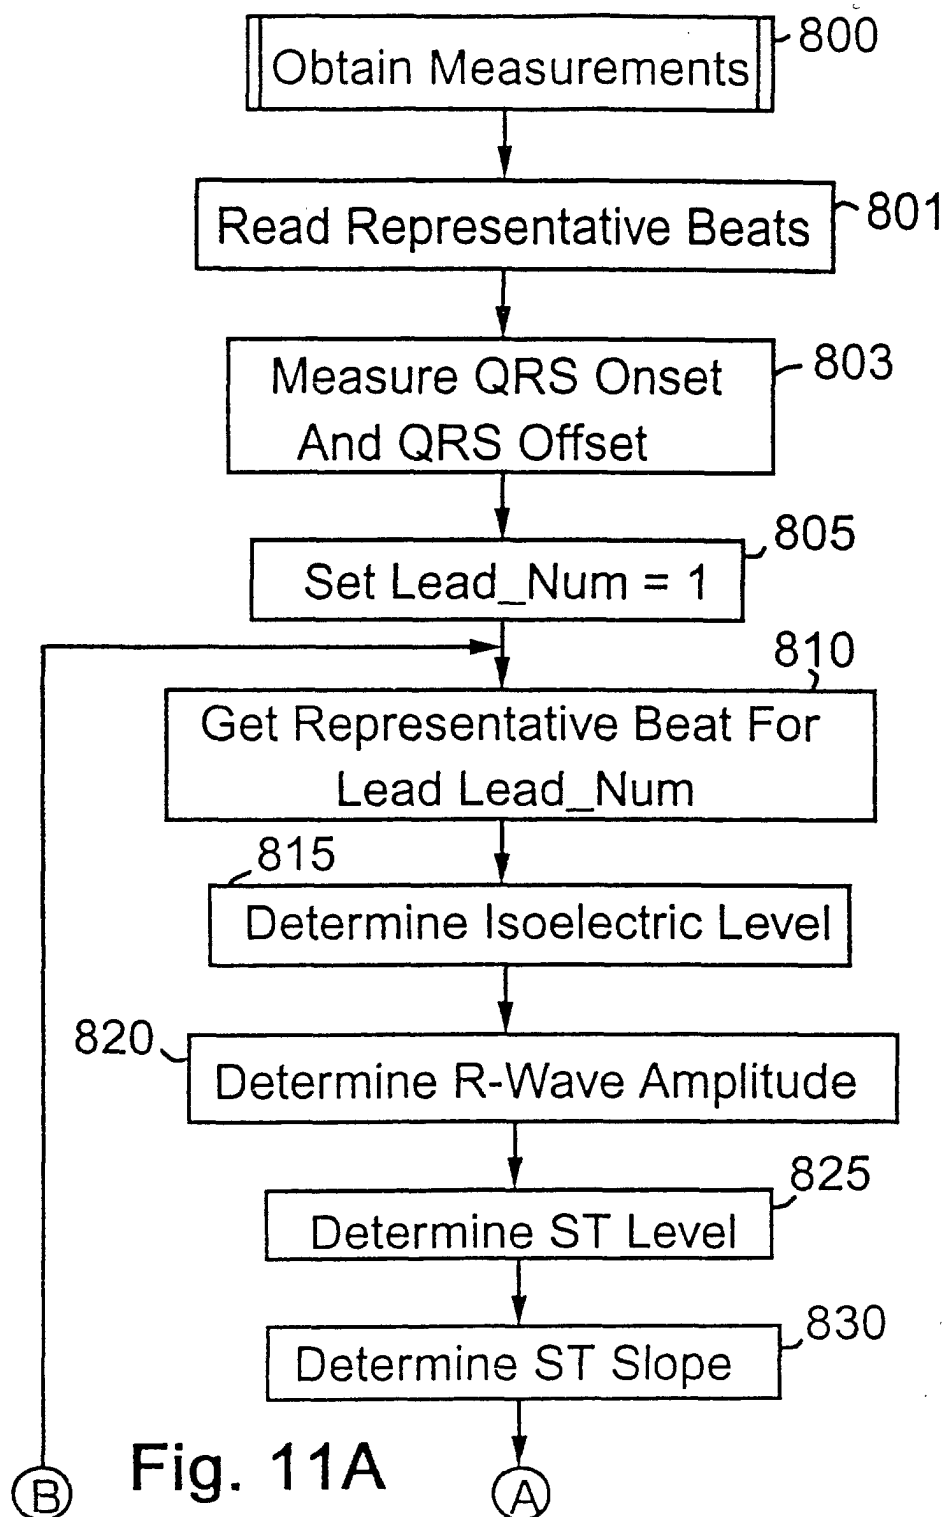 800
Obtain Measurements
801
Read Representative Beats
803
Measure QRS Onset
And QRS Offset
805
Set Lead_Num = 1
810
Get Representative Beat For
Lead Lead_Num
815
Determine Isoelectric Level
820
Determine R-Wave Amplitude
825
Determine ST Level
830
Determine ST Slope
B
Fig. 11A
A